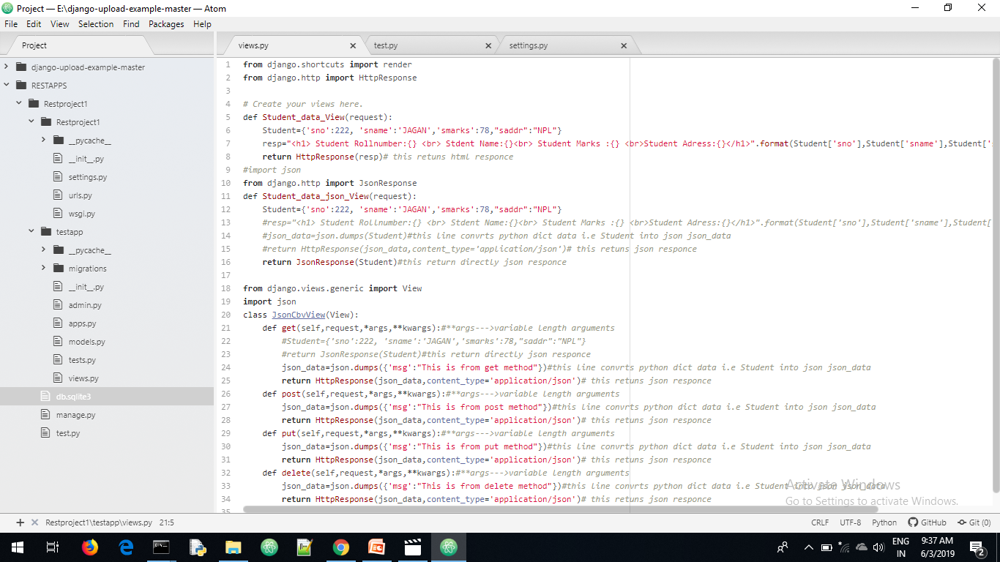 Project — E:\django-upload-example-master — Atom
File Edit View Selection Find Packages Help
Project
views.py
test.py
settings.py
django-upload-example-master
RESTAPPS
Restproject1
Restproject1
__pycache__
__init__.py
settings.py
urls.py
wsgi.py
testapp
__pycache__
migrations
__init__.py
admin.py
apps.py
models.py
tests.py
views.py
db.sqlite3
manage.py
test.py
1 from django.shortcuts import render
2 from django.http import HttpResponse
3
4 # Create your views here.
5 def Student_data_View(request):
6 Student={'sno':222, 'sname':'JAGAN','smarks':78,"saddr":"NPL"}
7 resp="<h1> Student Rollnumber:{} <br> Stdent Name:{}<br> Student Marks :{} <br>Student Adress:{}</h1>".format(Student['sno'],Student['sname'],Student['s
8 return HttpResponse(resp)# this retuns html responce
9 #import json
10 from django.http import JsonResponse
11 def Student_data_json_View(request):
12 Student={'sno':222, 'sname':'JAGAN','smarks':78,"saddr":"NPL"}
13 #resp="<h1> Student Rollnumber:{} <br> Stdent Name:{}<br> Student Marks :{} <br>Student Adress:{}</h1>".format(Student['sno'],Student['sname'],Student[
14 #json_data=json.dumps(Student)#this line convrts python dict data i.e Student into json json_data
15 #return HttpResponse(json_data,content_type='application/json')# this retuns json responce
16 return JsonResponse(Student)#this return directly json responce
17
18 from django.views.generic import View
19 import json
20 class JsonCbvView(View):
21 def get(self,request,*args,**kwargs):#**args--->variable length arguments
22 #Student={'sno':222, 'sname':'JAGAN','smarks':78,"saddr":"NPL"}
23 #return JsonResponse(Student)#this return directly json responce
24 json_data=json.dumps({'msg':"This is from get method"})#this line convrts python dict data i.e Student into json json_data
25 return HttpResponse(json_data,content_type='application/json')# this retuns json responce
26 def post(self,request,*args,**kwargs):#**args--->variable length arguments
27 json_data=json.dumps({'msg':"This is from post method"})#this line convrts python dict data i.e Student into json json_data
28 return HttpResponse(json_data,content_type='application/json')# this retuns json responce
29 def put(self,request,*args,**kwargs):#**args--->variable length arguments
30 json_data=json.dumps({'msg':"This is from put method"})#this line convrts python dict data i.e Student into json json_data
31 return HttpResponse(json_data,content_type='application/json')# this retuns json responce
32 def delete(self,request,*args,**kwargs):#**args--->variable length arguments
33 json_data=json.dumps({'msg':"This is from delete method"})#this line convrts python dict data i.e Student into json json_data
34 return HttpResponse(json_data,content_type='application/json')# this retuns json responce
35
Activate Windows
Go to Settings to activate Windows.
Restproject1\testapp\views.py 21:5
CRLF UTF-8 Python GitHub Git (0)
ENG 9:37 AM
IN 6/3/2019
2